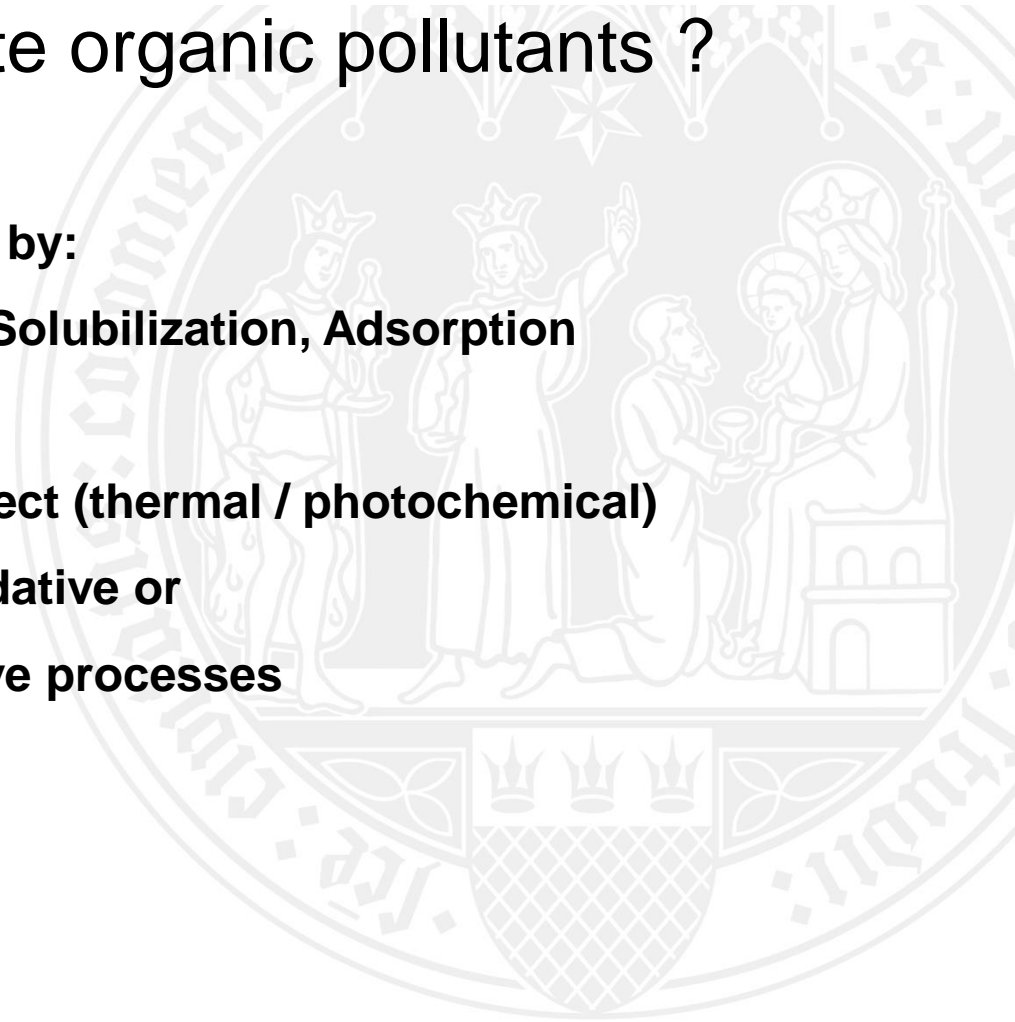 te organic pollutants ?
by:
Solubilization, Adsorption
ect (thermal / photochemical)
dative or
ve processes